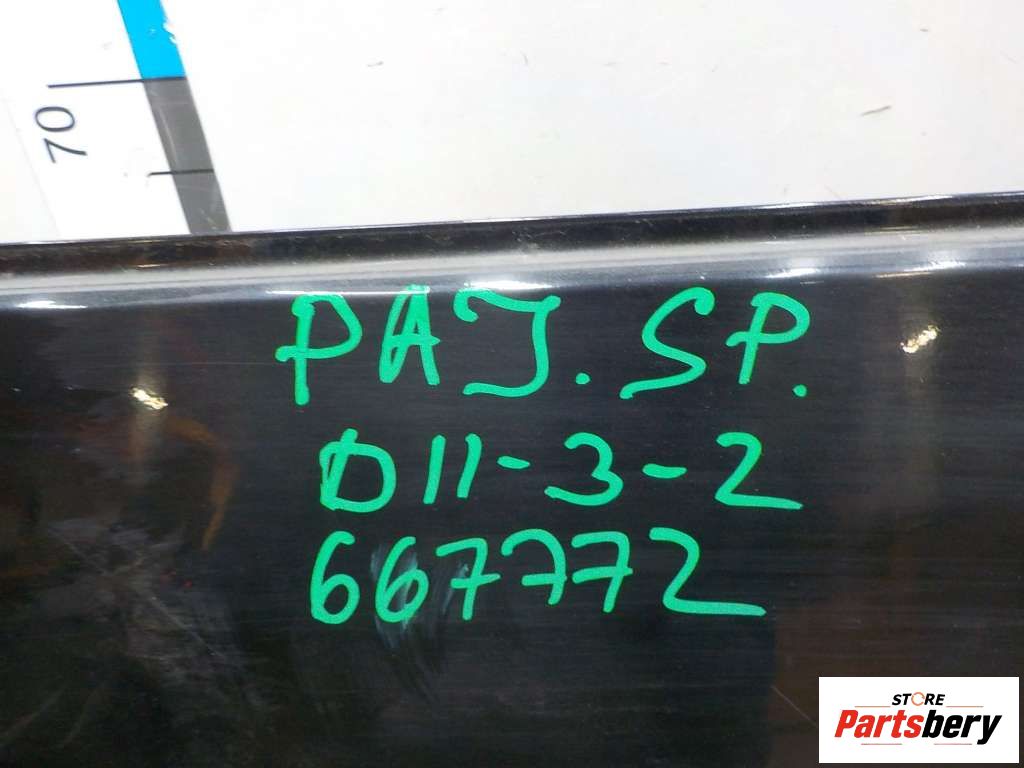 70
PAJ. SP.
D11-3-2
667772
STORE
Partsbery